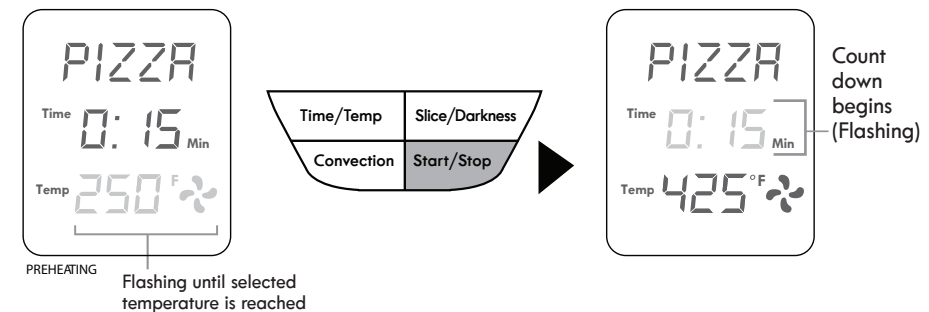 PIZZA
Time 0:15 Min
Temp 250 F
PREHEATING
Flashing until selected
temperature is reached
Time/Temp
Slice/Darkness
Convection
Start/Stop
PIZZA
Time 0:15 Min
Temp 425°F
Count
down
begins
(Flashing)